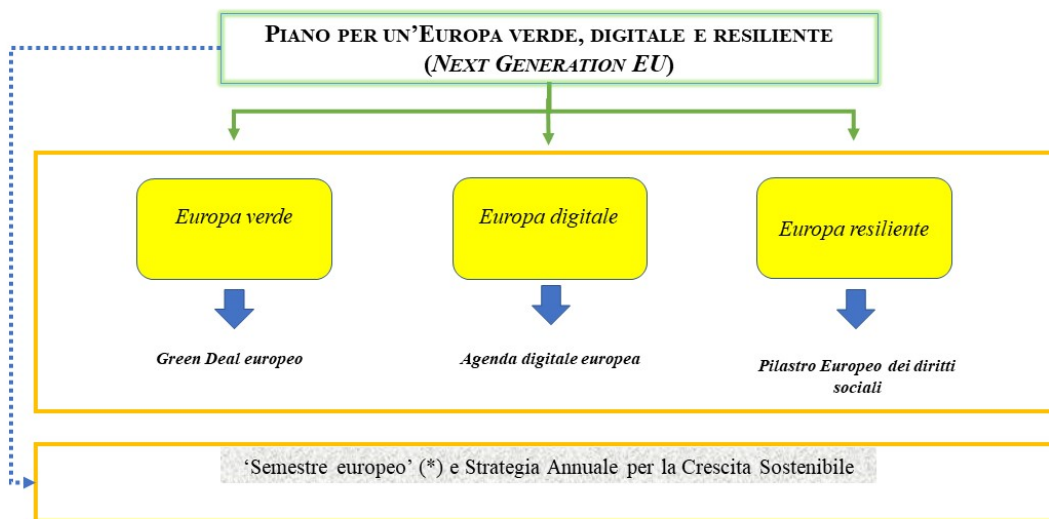 PIANO PER UN’EUROPA VERDE, DIGITALE E RESILIENTE
(NEXT GENERATION EU)
Europa verde
Europa digitale
Europa resiliente
Green Deal europeo
Agenda digitale europea
Pilastro Europeo dei diritti
sociali
‘Semestre europeo’ (*) e Strategia Annuale per la Crescita Sostenibile